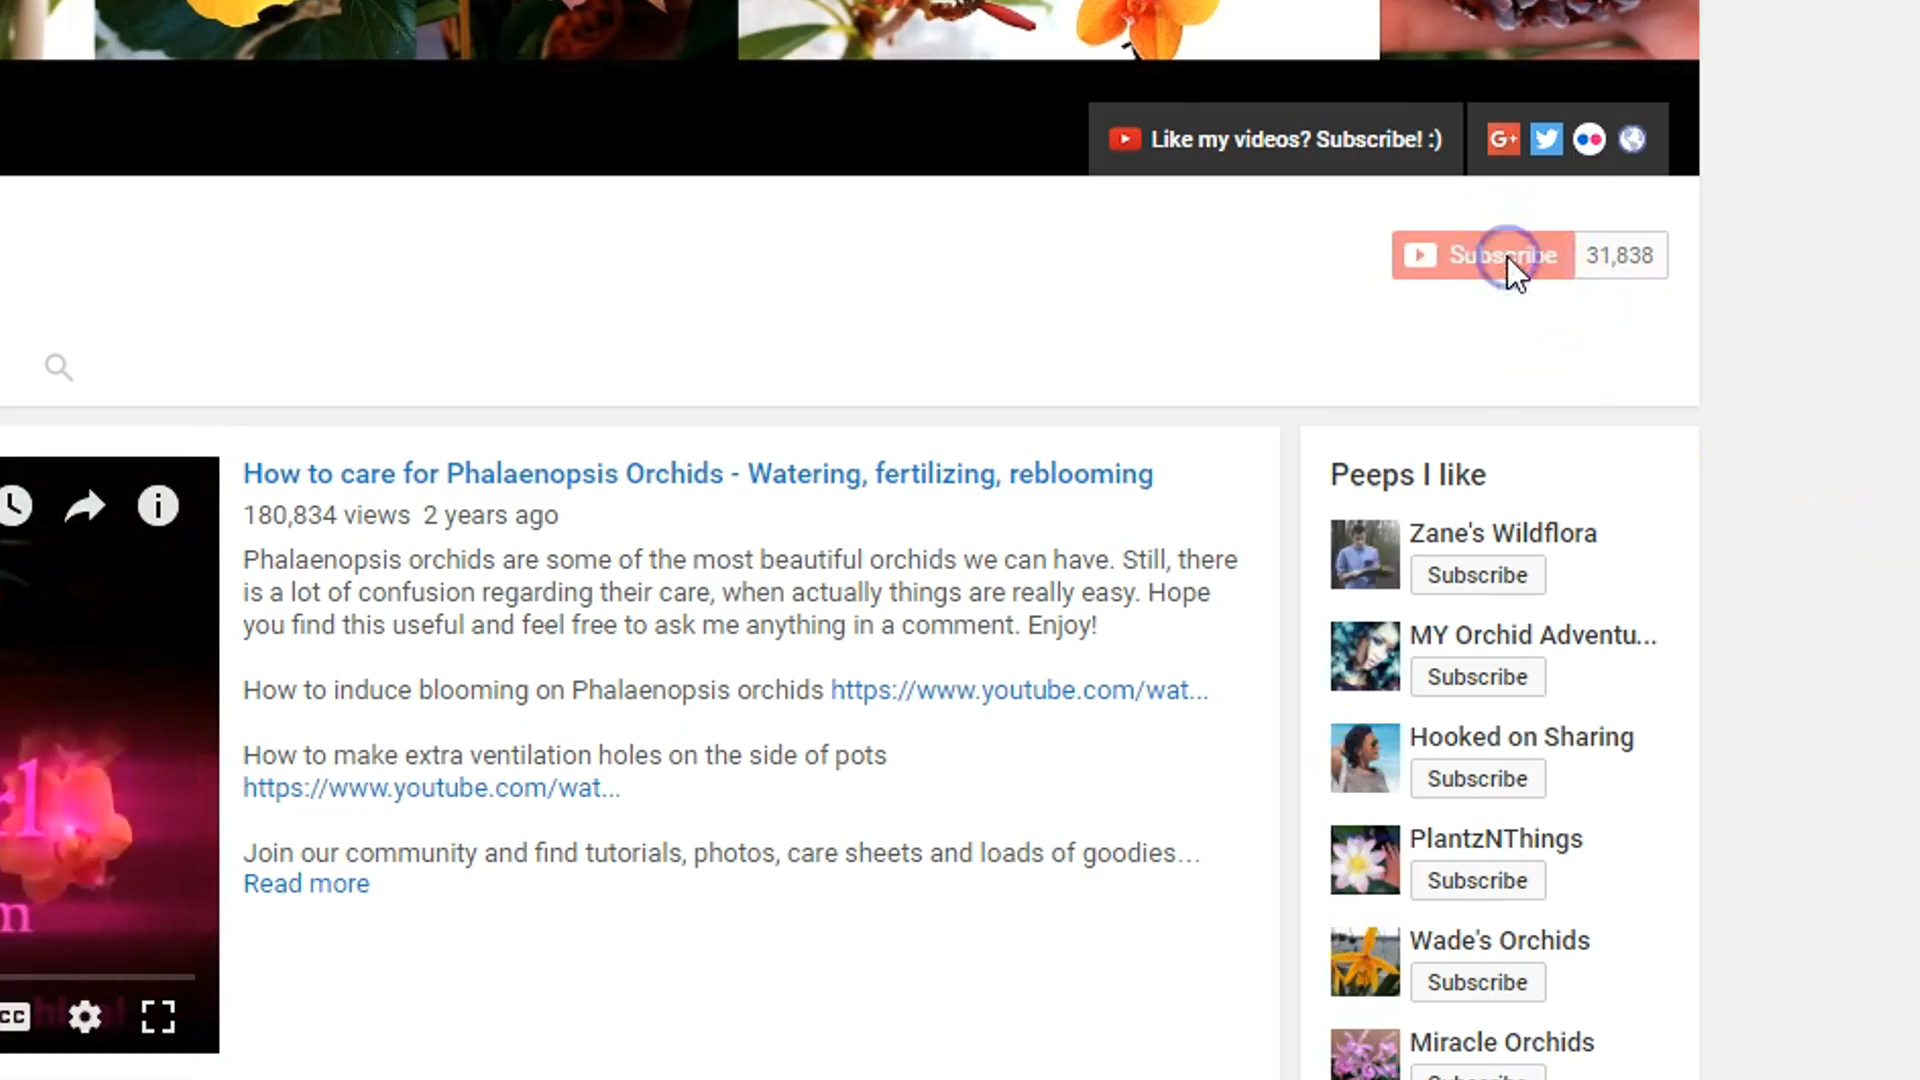 Like my videos? Subscribe! :)
G+
Subscribe 31,838
How to care for Phalaenopsis Orchids - Watering, fertilizing, reblooming
180,834 views 2 years ago
Phalaenopsis orchids are some of the most beautiful orchids we can have. Still, there
is a lot of confusion regarding their care, when actually things are really easy. Hope
you find this useful and feel free to ask me anything in a comment. Enjoy!
How to induce blooming on Phalaenopsis orchids https://www.youtube.com/wat...
How to make extra ventilation holes on the side of pots
https://www.youtube.com/wat...
Join our community and find tutorials, photos, care sheets and loads of goodies...
Read more
CC
Peeps I like
Zane's Wildflora
Subscribe
MY Orchid Adventu...
Subscribe
Hooked on Sharing
Subscribe
PlantzNThings
Subscribe
Wade's Orchids
Subscribe
Miracle Orchids
Subscribe